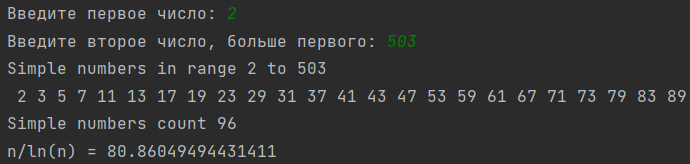 Введите первое число: 2
Введите второе число, больше первого: 503
Simple numbers in range 2 to 503
2 3 5 7 11 13 17 19 23 29 31 37 41 43 47 53 59 61 67 71 73 79 83 89
Simple numbers count 96
n/ln(n) = 80.86049494431411